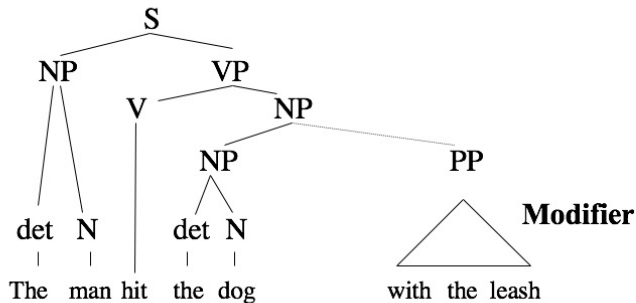 S
NP VP
V NP
NP PP
det N det N Modifier
The man hit the dog with the leash